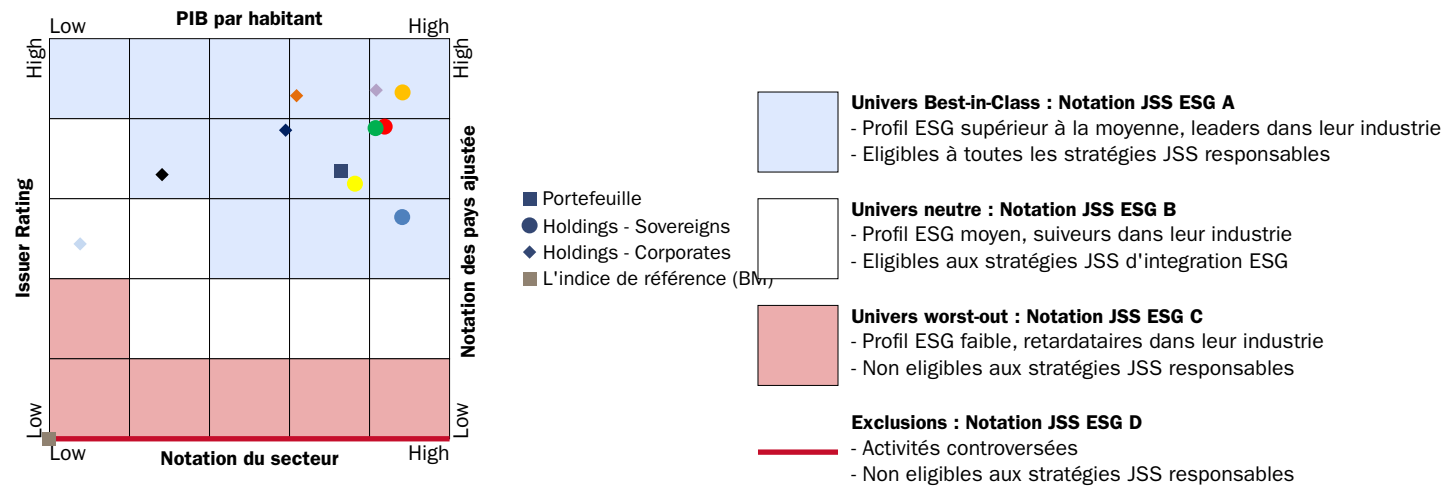 PIB par habitant
Low
High
High
High
Issuer Rating
Notation des pays ajustée
Low
Low
Low
High
Notation du secteur
Portefeuille
Holdings - Sovereigns
Holdings - Corporates
L'indice de référence (BM)
Univers Best-in-Class : Notation JSS ESG A
- Profil ESG supérieur à la moyenne, leaders dans leur industrie
- Eligibles à toutes les stratégies JSS responsables
Univers neutre : Notation JSS ESG B
- Profil ESG moyen, suiveurs dans leur industrie
- Eligibles aux stratégies JSS d'integration ESG
Univers worst-out : Notation JSS ESG C
- Profil ESG faible, retardataires dans leur industrie
- Non eligibles aux stratégies JSS responsables
Exclusions : Notation JSS ESG D
- Activités controversées
- Non eligibles aux stratégies JSS responsables